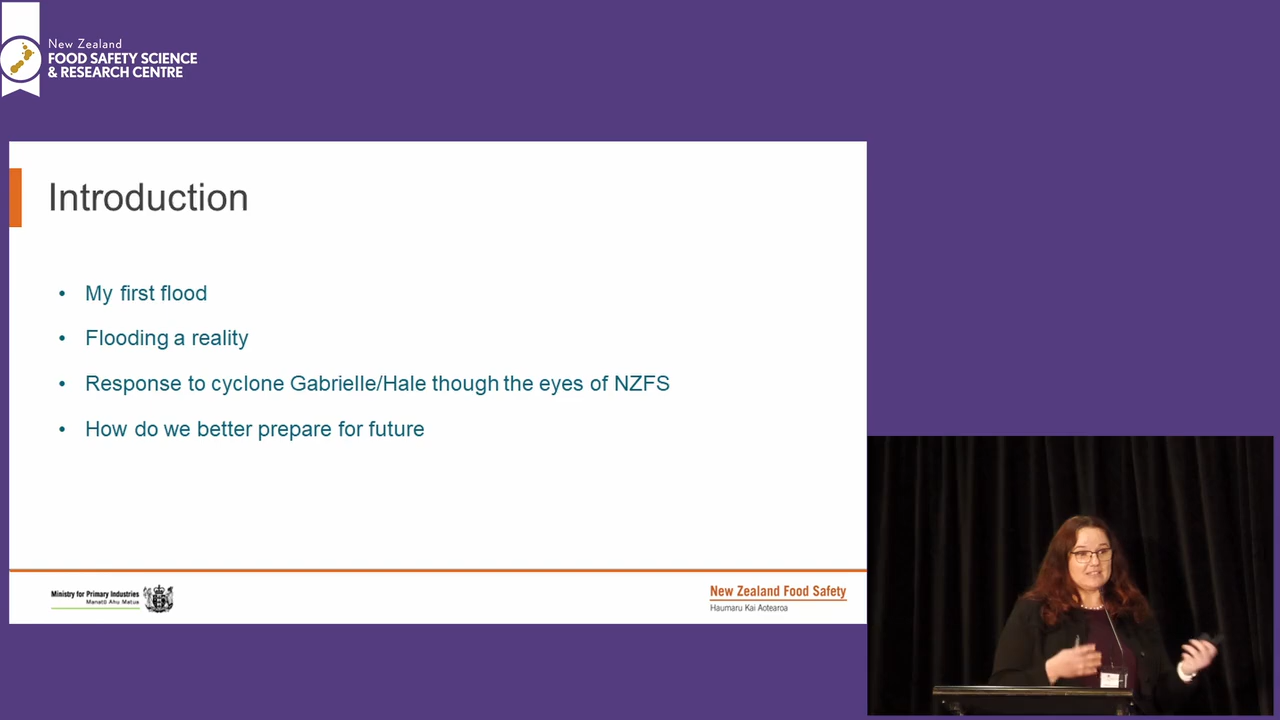 New Zealand
FOOD SAFETY SCIENCE
& RESEARCH CENTRE
Introduction
• My first flood
• Flooding a reality
• Response to cyclone Gabrielle/Hale though the eyes of NZFS
• How do we better prepare for future
Ministry for Primary Industries
Manatū Ahu Matua
New Zealand Food Safety
Haumaru Kai Aotearoa